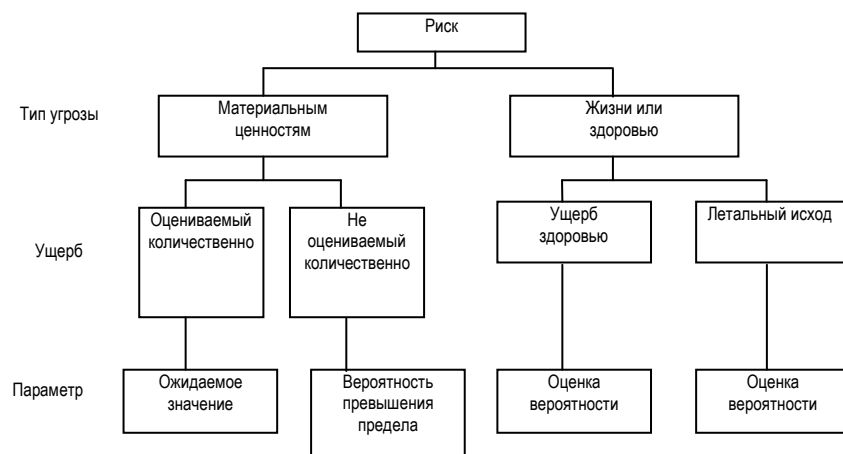 Риск
Тип угрозы
Материальным
ценностям
Жизни или
здоровью
Ущерб
Оцениваемый
количественно
Не
оцениваемый
количественно
Ущерб
здоровью
Летальный исход
Параметр
Ожидаемое
значение
Вероятность
превышения
предела
Оценка
вероятности
Оценка
вероятности